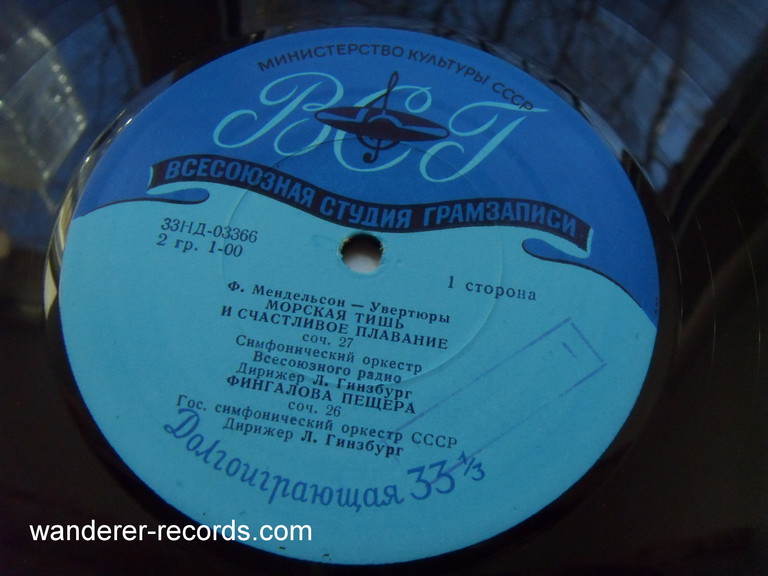 МИНИСТЕРСТВО КУЛЬТУРЫ СССР
ВСГ
ВСЕСОЮЗНАЯ СТУДИЯ ГРАМЗАПИСИ
33НД-03366
2 гр. 1-00
1 сторона
Ф. Мендельсон — Увертюры
МОРСКАЯ ТИШЬ
И СЧАСТЛИВОЕ ПЛАВАНИЕ
соч. 27
Симфонический оркестр
Всесоюзного радио
Дирижер Л. Гинзбург
ФИНГАЛОВА ПЕЩЕРА
соч. 26
Гос. симфонический оркестр СССР
Дирижер Л. Гинзбург
Долгоиграющая 33 1/3
wanderer-records.com